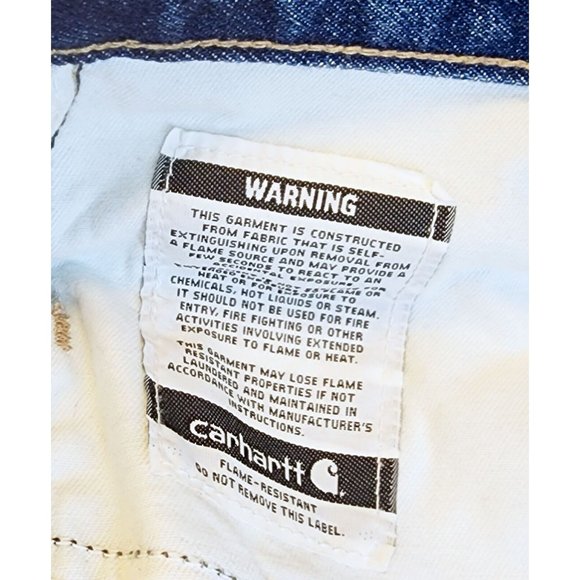 WARNING
THIS GARMENT IS CONSTRUCTED
FROM FABRIC THAT IS SELF-
EXTINGUISHING UPON REMOVAL FROM
A FLAME SOURCE AND MAY PROVIDE A
FEW SECONDS TO REACT TO AN
ACCIDENTAL EXPOSURE
HEAT OR FOR EXPOSURE TO
CHEMICALS, HOT LIQUIDS OR STEAM.
IT SHOULD NOT BE USED FOR FIRE
ENTRY, FIRE FIGHTING OR OTHER
ACTIVITIES INVOLVING EXTENDED
EXPOSURE TO FLAME OR HEAT.
THIS GARMENT MAY LOSE FLAME
RESISTANT PROPERTIES IF NOT
LAUNDERED AND MAINTAINED IN
ACCORDANCE WITH MANUFACTURER'S
INSTRUCTIONS.
carhartt
FLAME-RESISTANT
DO NOT REMOVE THIS LABEL.